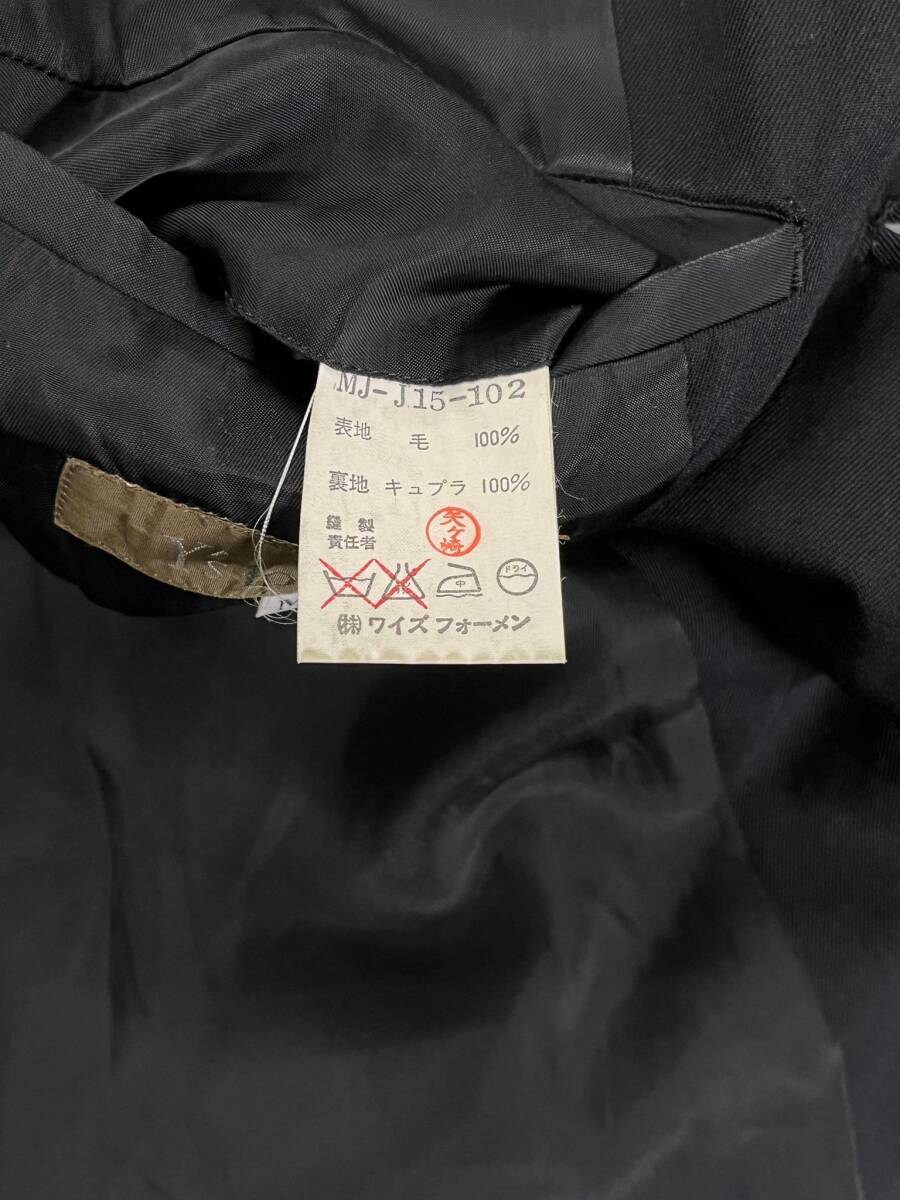 MJ-J15-102
表地 毛 100%
裏地 キュプラ 100%
縫製
責任者
矢ヶ崎
中 ドライ
㈱ ワイズフォーメン